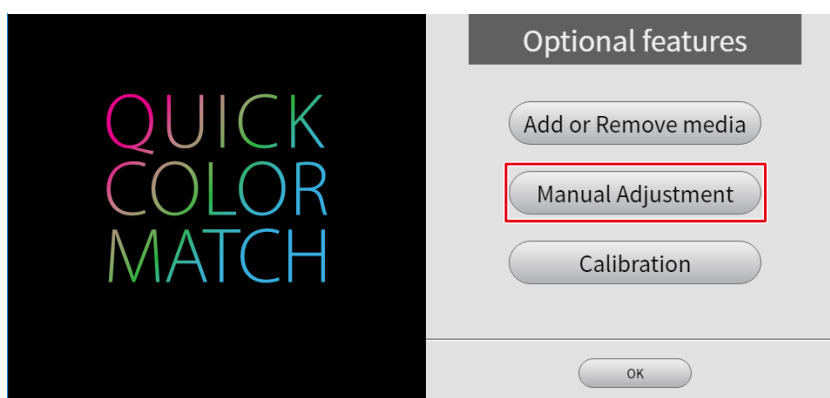 QUICK
COLOR
MATCH
Optional features
Add or Remove media
Manual Adjustment
Calibration
OK